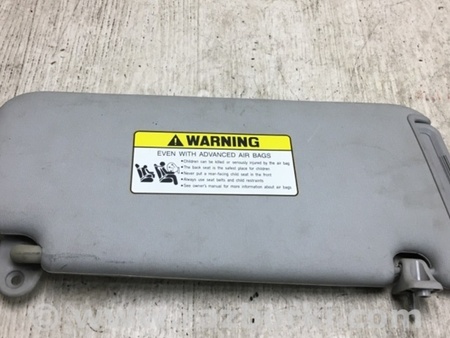 WARNING
EVEN WITH ADVANCED AIR BAGS
•Children can be killed or seriously injured by the air bag
•The back seat is the safest place for children
•Never put a rear-facing child seat in the front
•Always use seat belts and child restraints
•See owner's manual for more information about air bags